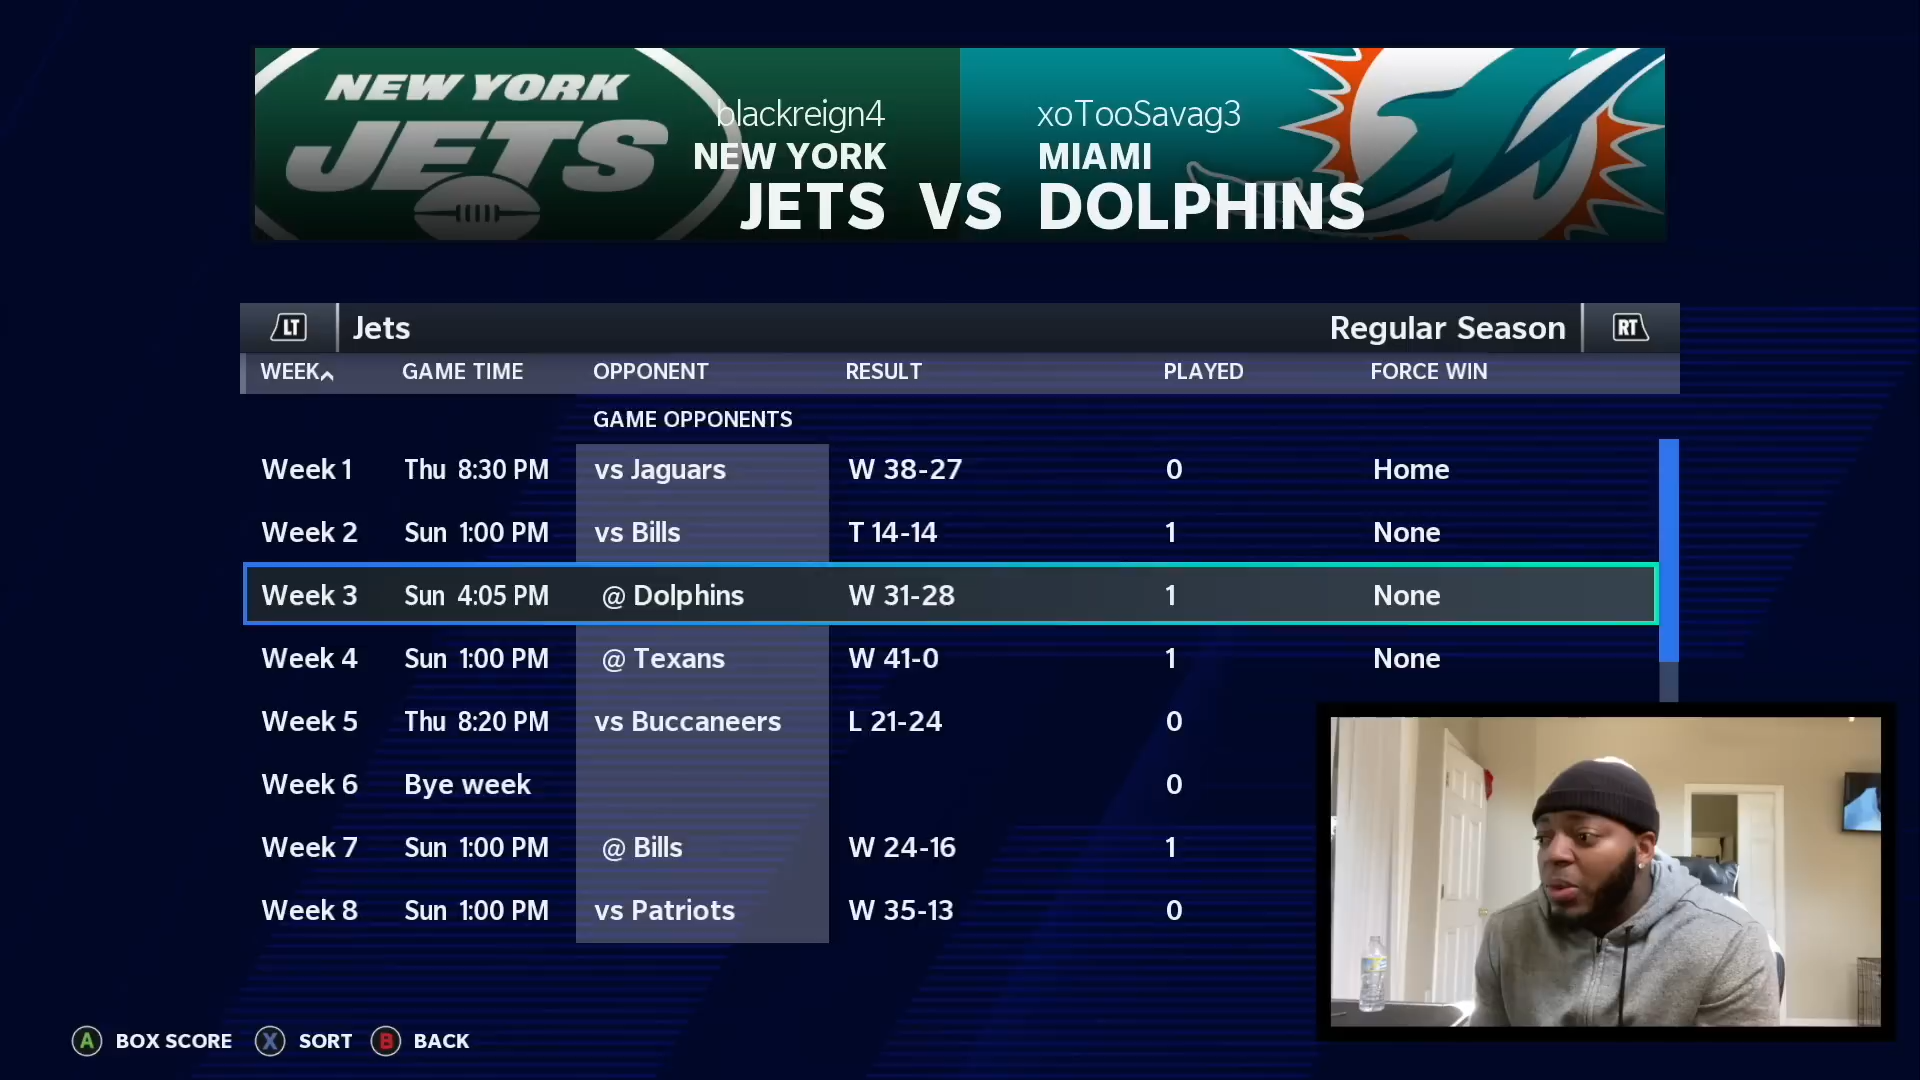 NEW YORK
JETS
blackreign4
NEW YORK
JETS VS
xoTooSavag3
MIAMI
DOLPHINS
LT Jets Regular Season RT
WEEK GAME TIME OPPONENT RESULT PLAYED FORCE WIN
GAME OPPONENTS
Week 1 Thu 8:30 PM vs Jaguars W 38-27 0 Home
Week 2 Sun 1:00 PM vs Bills T 14-14 1 None
Week 3 Sun 4:05 PM @ Dolphins W 31-28 1 None
Week 4 Sun 1:00 PM @ Texans W 41-0 1 None
Week 5 Thu 8:20 PM vs Buccaneers L 21-24 0
Week 6 Bye week 0
Week 7 Sun 1:00 PM @ Bills W 24-16 1
Week 8 Sun 1:00 PM vs Patriots W 35-13 0
A BOX SCORE X SORT B BACK